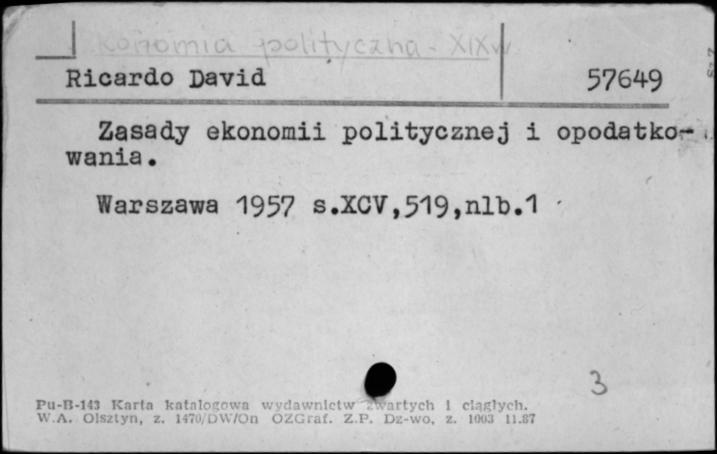 Ekonomia polityczna - XIX w.
Ricardo David 57649
Zasady ekonomii politycznej i opodatko-
wania.
Warszawa 1957 s.XCV,519,nlb.1
3
Pu-B-143 Karta katalogowa wydawnictw zwartych i ciągłych.
W.A. Olsztyn, z. 1470/DW/On OZGraf. Z.P. Dz-wo, z. 1003 11.87